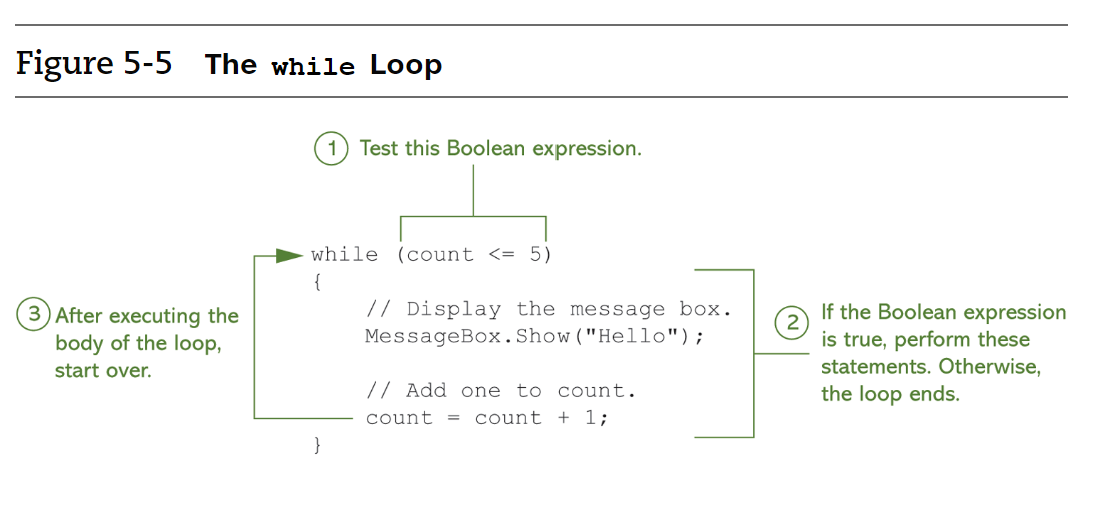 Figure 5-5 The while Loop
1 Test this Boolean expression.
while (count <= 5)
{
// Display the message box.
MessageBox.Show("Hello");
// Add one to count.
count = count + 1;
}
2 If the Boolean expression
is true, perform these
statements. Otherwise,
the loop ends.
3 After executing the
body of the loop,
start over.